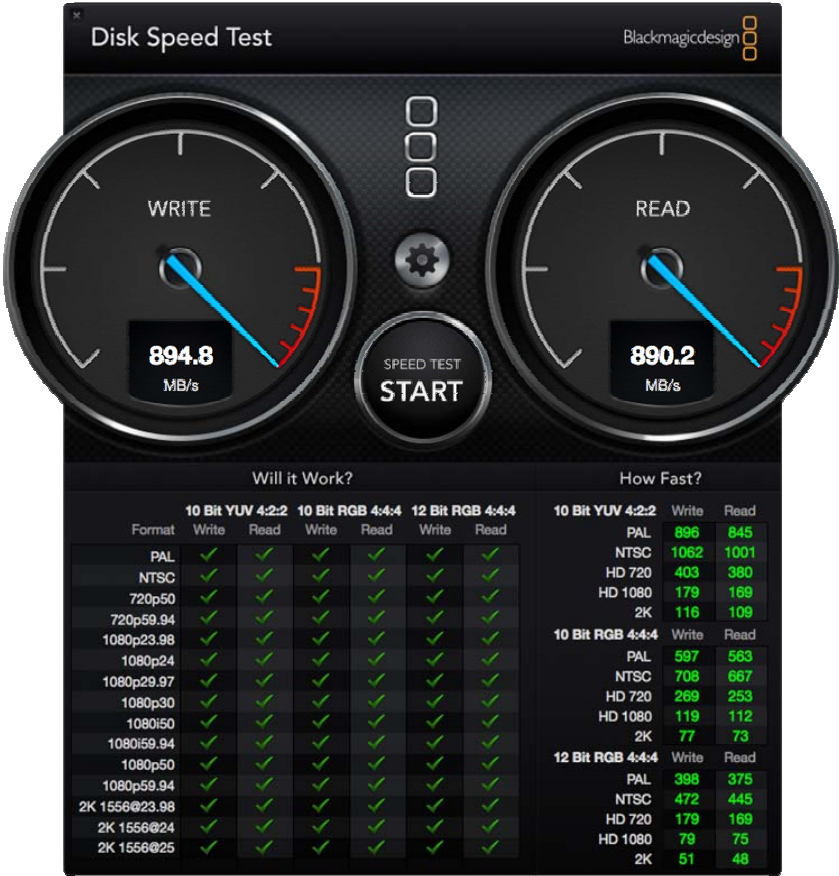 Disk Speed Test
Blackmagicdesign
WRITE
894.8
MB/s
READ
890.2
MB/s
SPEED TEST
START
Will it Work?
10 Bit YUV 4:2:2 10 Bit RGB 4:4:4 12 Bit RGB 4:4:4
Format Write Read Write Read Write Read
PAL
NTSC
720p50
720p59.94
1080p23.98
1080p24
1080p29.97
1080p30
1080i50
1080i59.94
1080p50
1080p59.94
2K 1556@23.98
2K 1556@24
2K 1556@25
How Fast?
10 Bit YUV 4:2:2 Write Read
PAL 896 845
NTSC 1062 1001
HD 720 403 380
HD 1080 179 169
2K 116 109
10 Bit RGB 4:4:4 Write Read
PAL 597 563
NTSC 708 667
HD 720 269 253
HD 1080 119 112
2K 77 73
12 Bit RGB 4:4:4 Write Read
PAL 398 375
NTSC 472 445
HD 720 179 169
HD 1080 79 75
2K 51 48